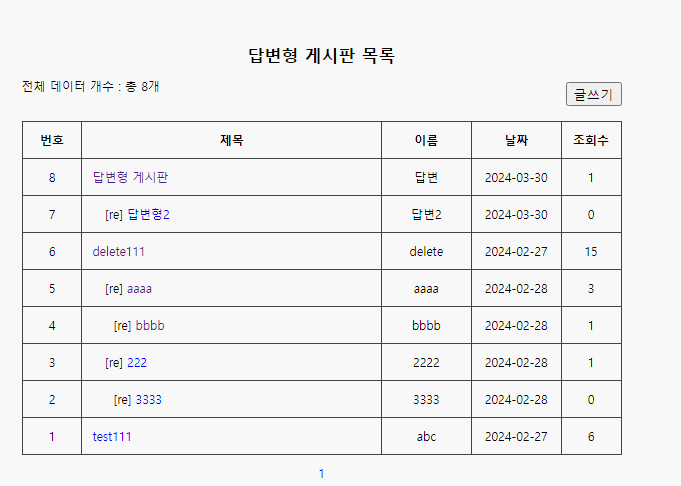 답변형 게시판 목록
전체 데이터 개수 : 총 8개
글쓰기
번호 제목 이름 날짜 조회수
8 답변형 게시판 답변 2024-03-30 1
7 [re] 답변형2 답변2 2024-03-30 0
6 delete111 delete 2024-02-27 15
5 [re] aaaa aaaa 2024-02-28 3
4 [re] bbbb bbbb 2024-02-28 1
3 [re] 222 2222 2024-02-28 1
2 [re] 3333 3333 2024-02-28 0
1 test111 abc 2024-02-27 6
1